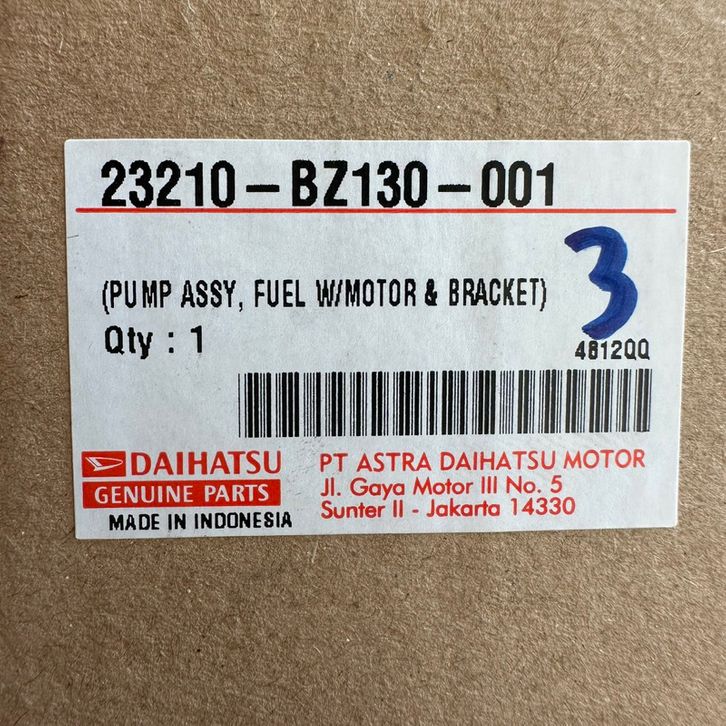 23210-BZ130-001
(PUMP ASSY, FUEL W/MOTOR & BRACKET)
3
Qty : 1
4812QQ
DAIHATSU
GENUINE PARTS
MADE IN INDONESIA
PT ASTRA DAIHATSU MOTOR
Jl. Gaya Motor III No. 5
Sunter II - Jakarta 14330